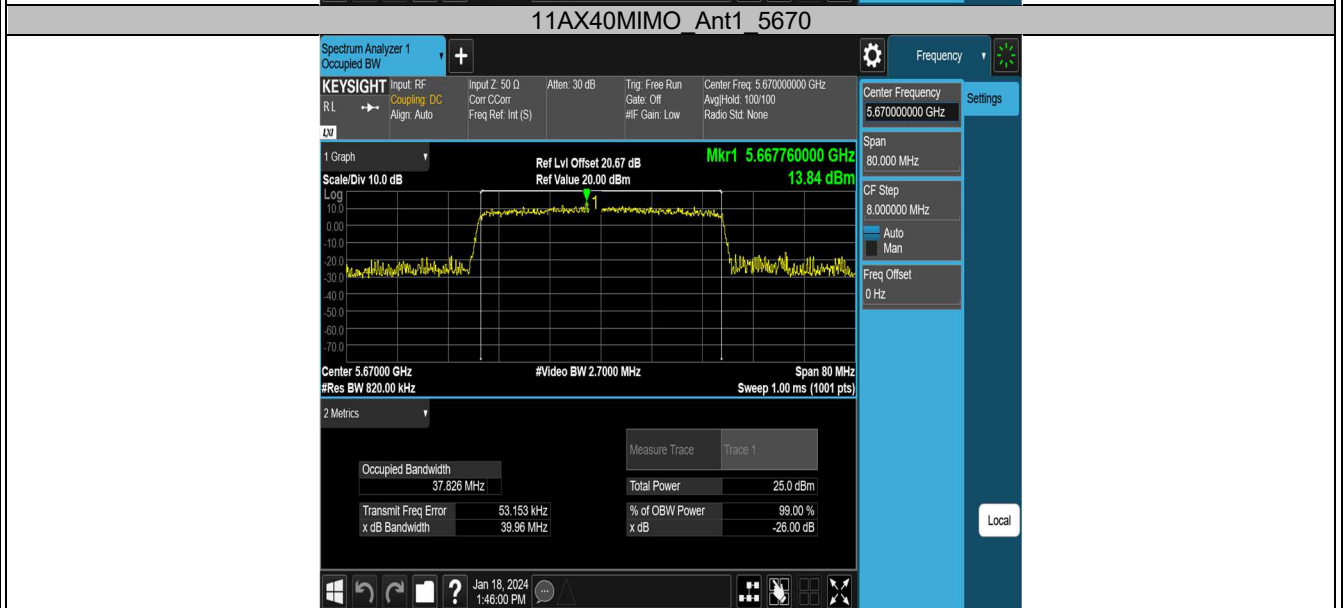 11AX40MIMO_Ant1_5670
Spectrum Analyzer 1
Occupied BW
+
Frequency
KEYSIGHT
RL
LXI
Input: RF
Coupling: DC
Align: Auto
Input Z: 50 Ω
Corr CCorr
Freq Ref: Int (S)
Atten: 30 dB
Trig: Free Run
Gate: Off
#IF Gain: Low
Center Freq: 5.670000000 GHz
Avg|Hold: 100/100
Radio Std: None
Center Frequency
5.670000000 GHz
Settings
Span
80.000 MHz
CF Step
8.000000 MHz
Auto
Man
Freq Offset
0 Hz
1 Graph
Ref Lvl Offset 20.67 dB
Mkr1 5.667760000 GHz
Scale/Div 10.0 dB
Ref Value 20.00 dBm
13.84 dBm
Log
1
10.0
0.00
-10.0
-20.0
-30.0
-40.0
-50.0
-60.0
-70.0
Center 5.67000 GHz
#Video BW 2.7000 MHz
Span 80 MHz
#Res BW 820.00 kHz
Sweep 1.00 ms (1001 pts)
2 Metrics
Measure Trace
Trace 1
Occupied Bandwidth
37.826 MHz
Total Power
25.0 dBm
Transmit Freq Error
53.153 kHz
% of OBW Power
99.00 %
x dB Bandwidth
39.96 MHz
x dB
-26.00 dB
Local
?
Jan 18, 2024
1:46:00 PM